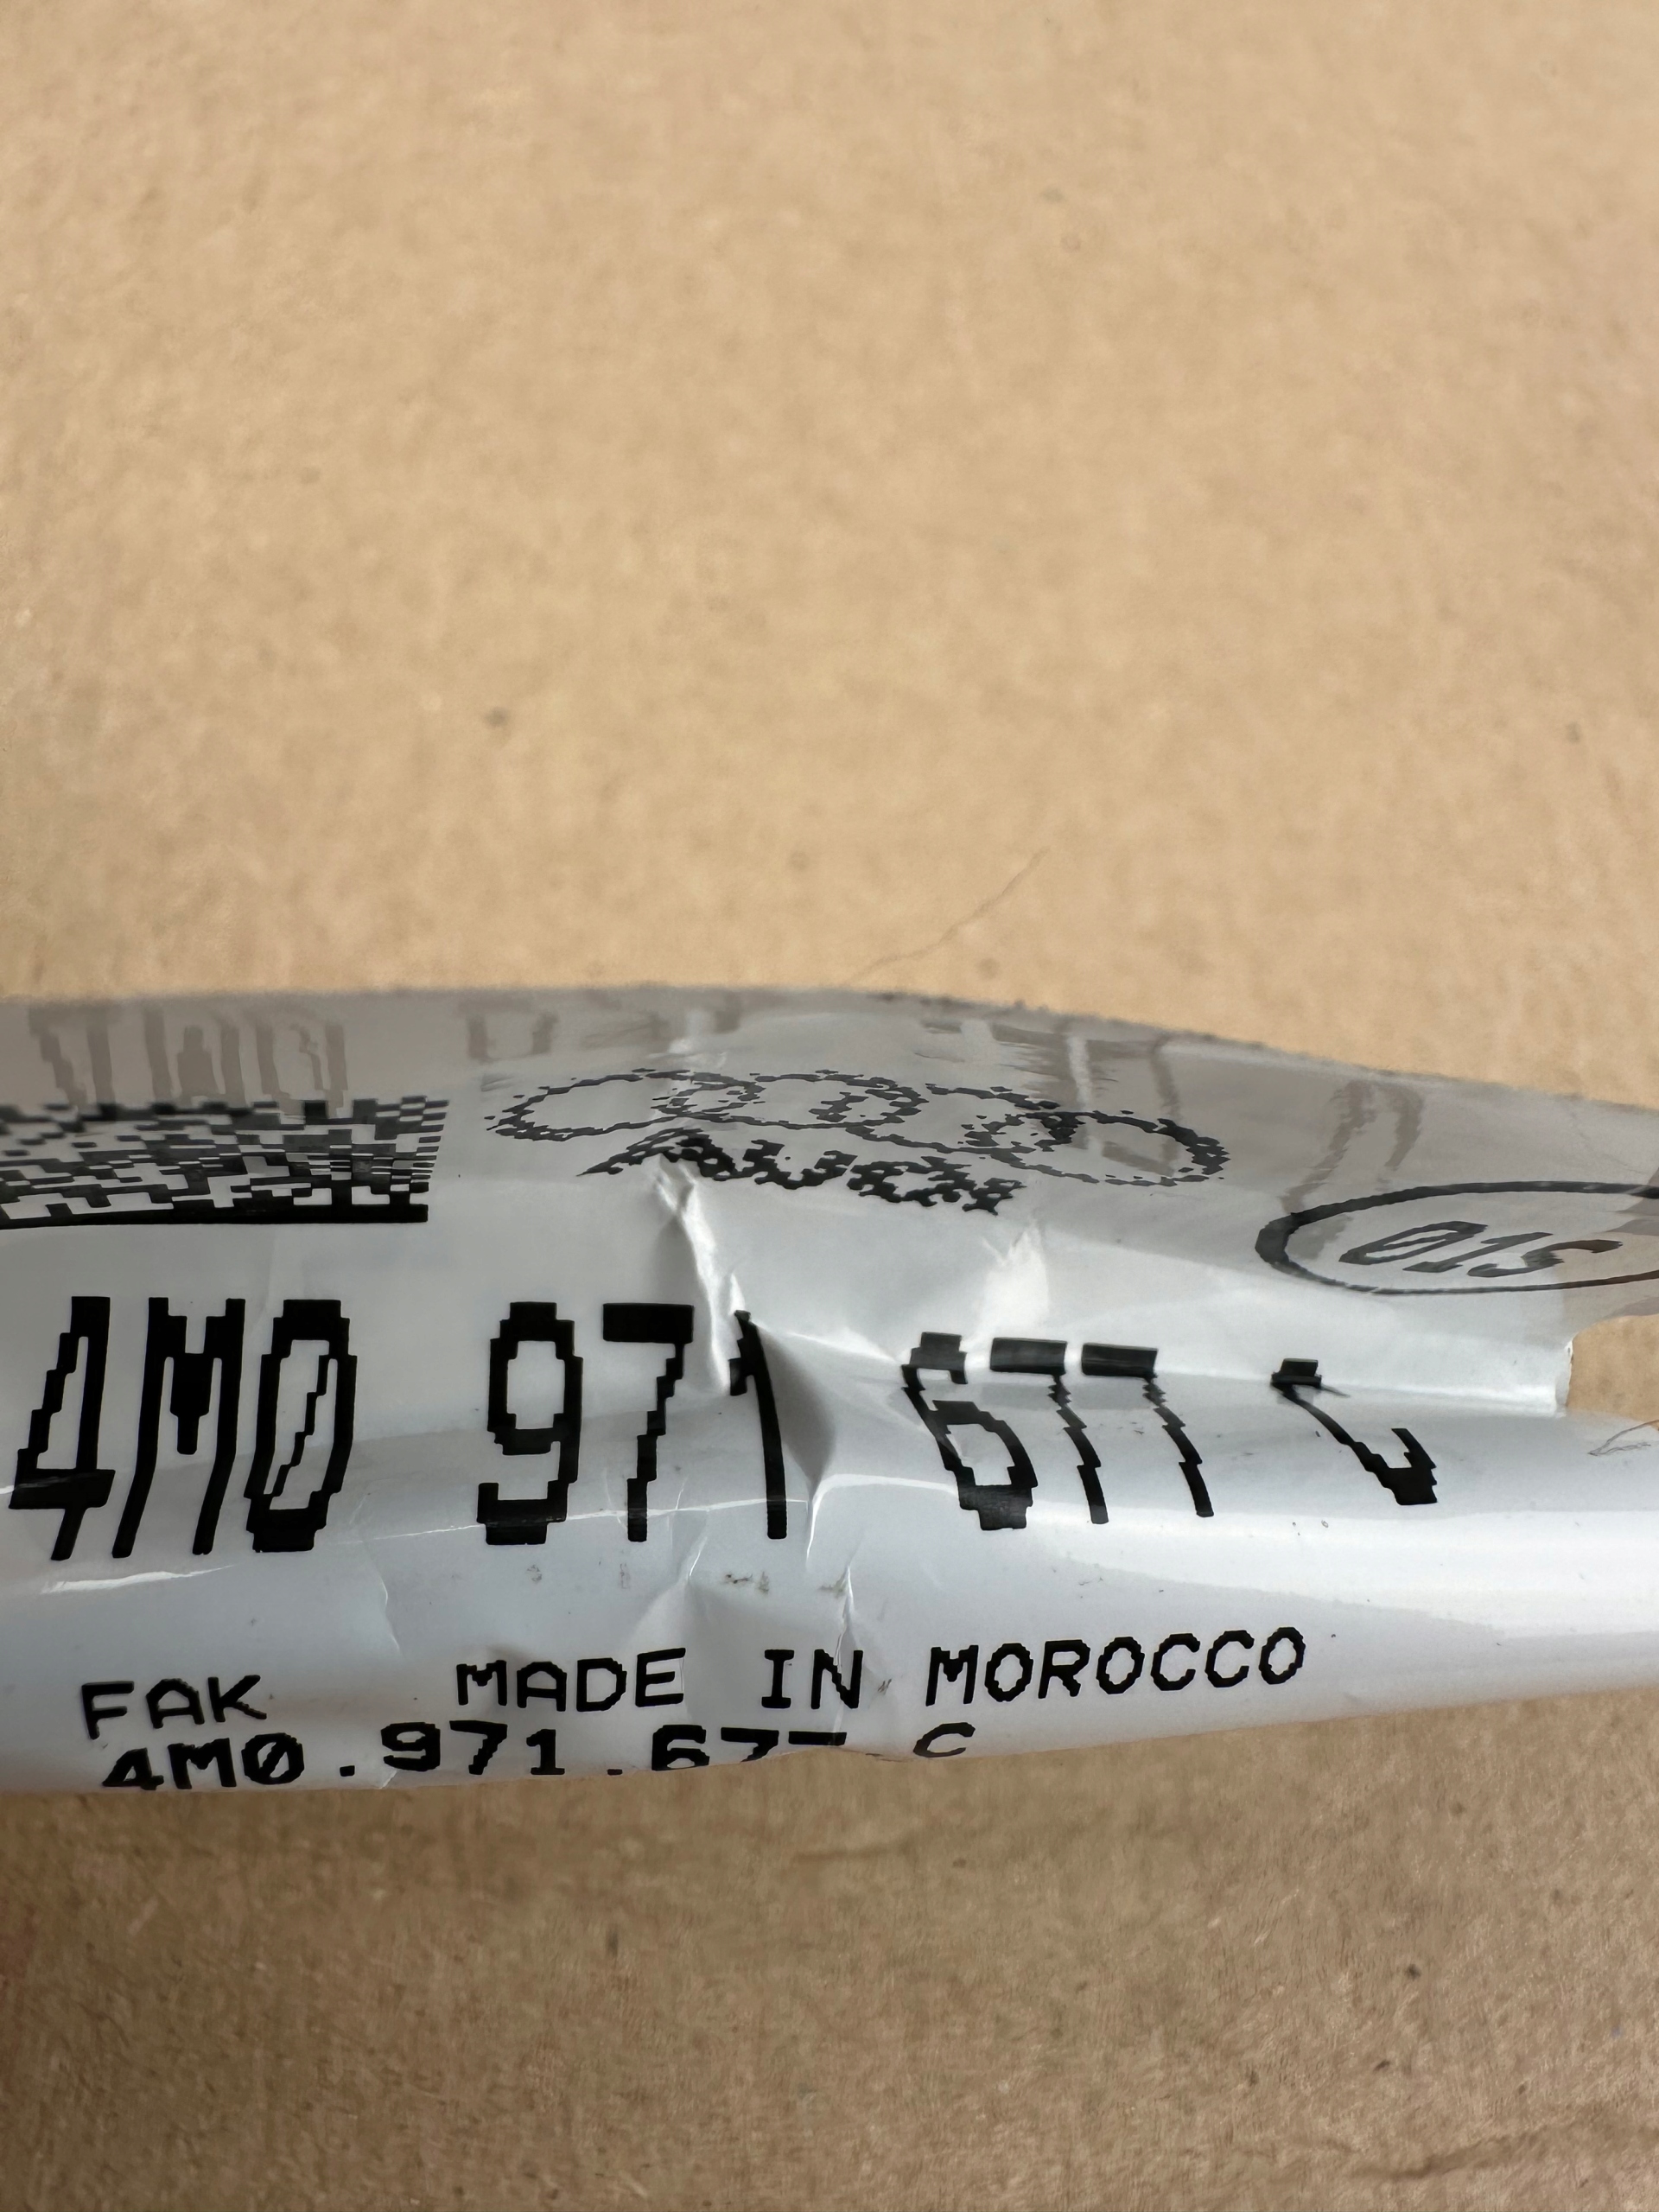 AUDI
015
4M0 971 677 C
FAK MADE IN MOROCCO
4M0.971.677.C